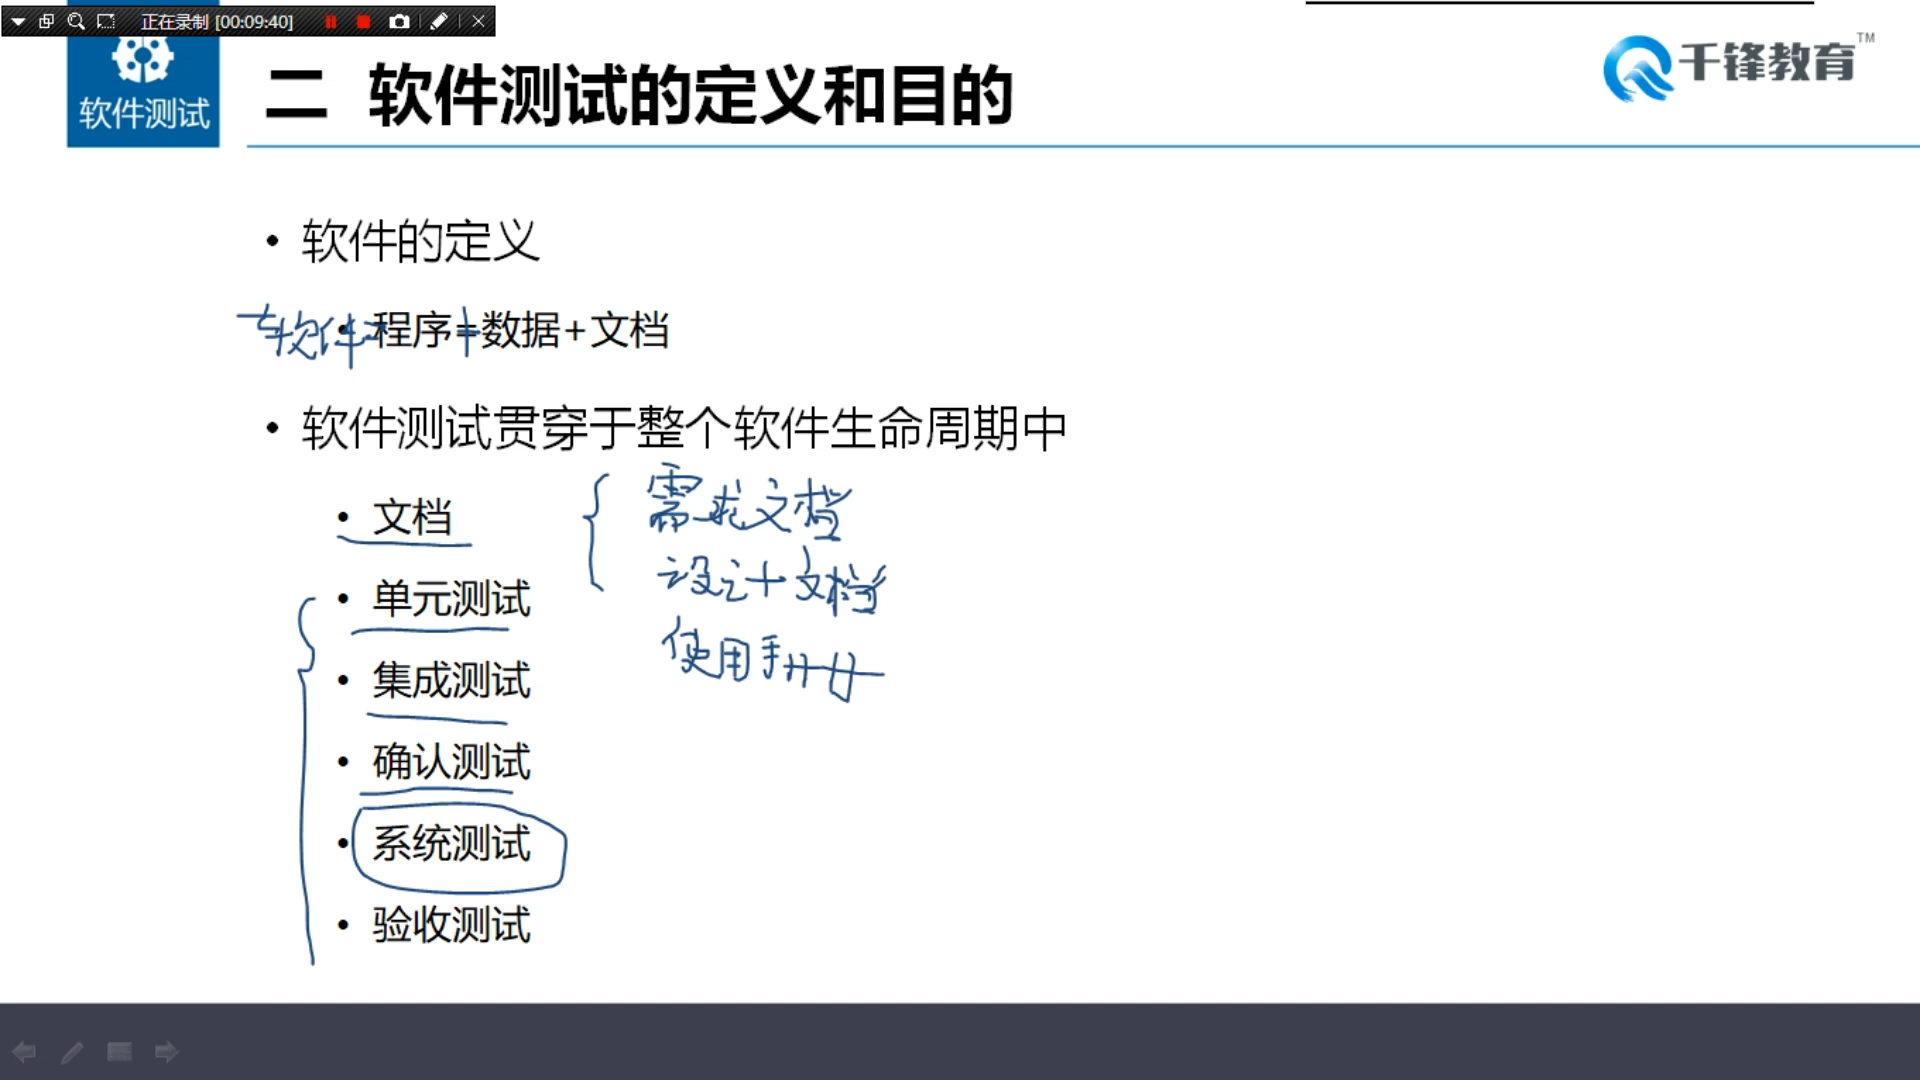 正在录制 [00:09:40]
软件测试
二 软件测试的定义和目的
千锋教育™
• 软件的定义
软件=程序+数据+文档
• 软件测试贯穿于整个软件生命周期中
• 文档
需求文档
设计文档
• 单元测试
使用手册
• 集成测试
• 确认测试
• 系统测试
• 验收测试